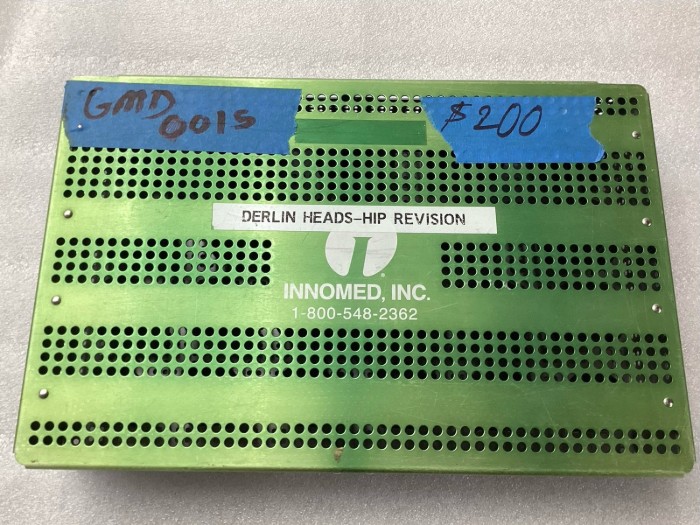 GMD
0015
$200
DERLIN HEADS-HIP REVISION
INNOMED, INC.
1-800-548-2362